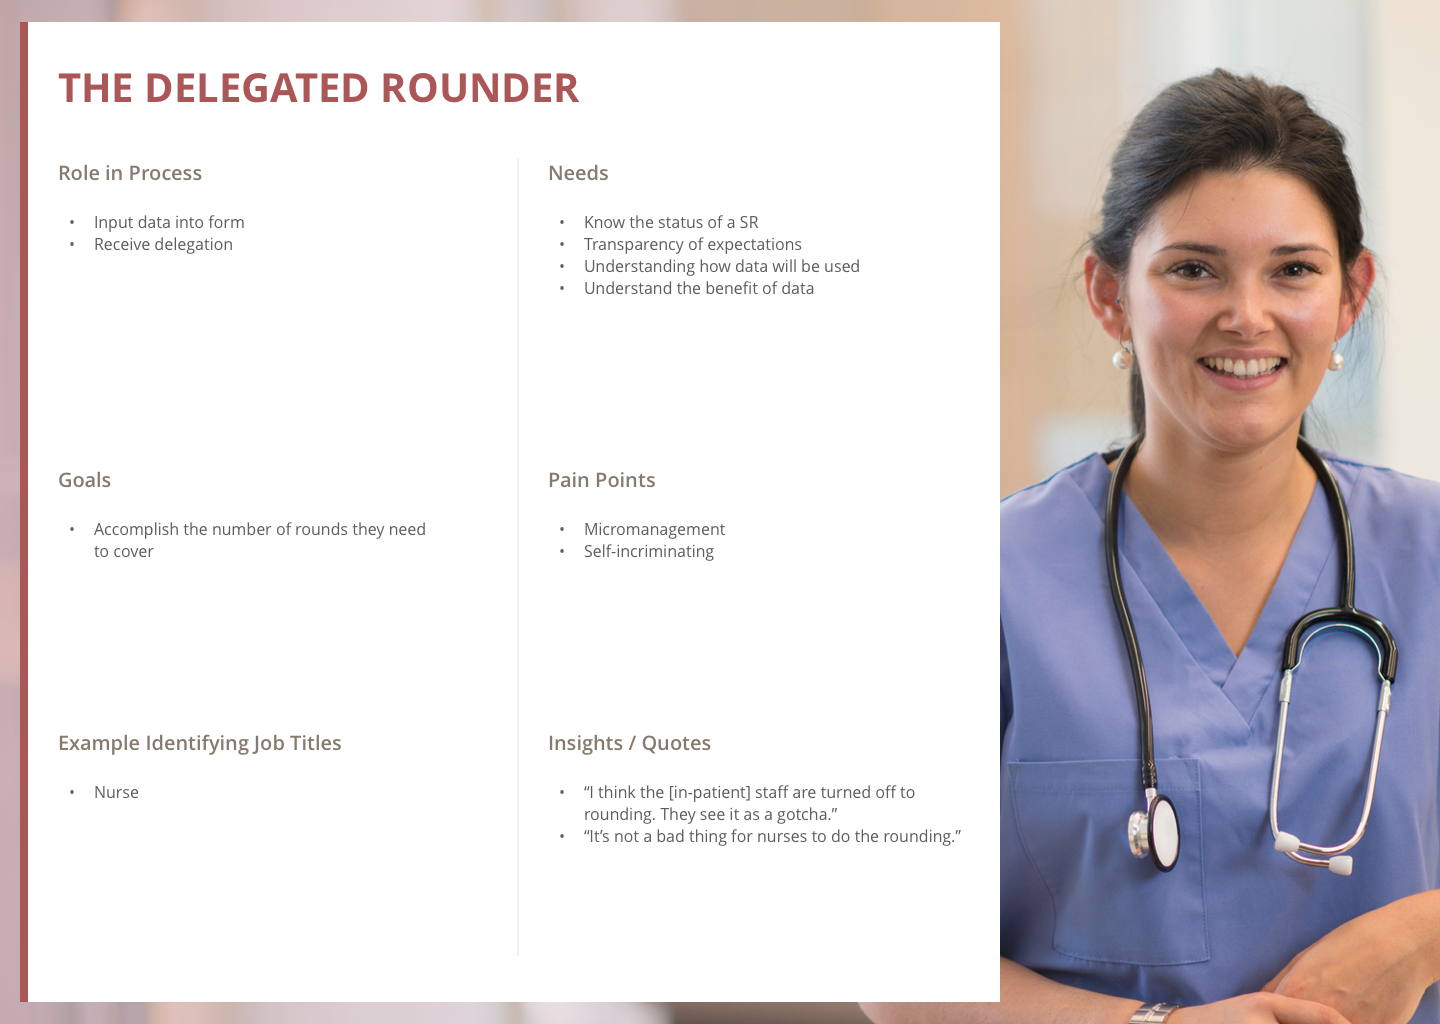 THE DELEGATED ROUNDER
Role in Process
• Input data into form
• Receive delegation
Needs
• Know the status of a SR
• Transparency of expectations
• Understanding how data will be used
• Understand the benefit of data
Goals
• Accomplish the number of rounds they need
to cover
Pain Points
• Micromanagement
• Self-incriminating
Example Identifying Job Titles
• Nurse
Insights / Quotes
• “I think the [in-patient] staff are turned off to
rounding. They see it as a gotcha.”
• “It’s not a bad thing for nurses to do the rounding.”